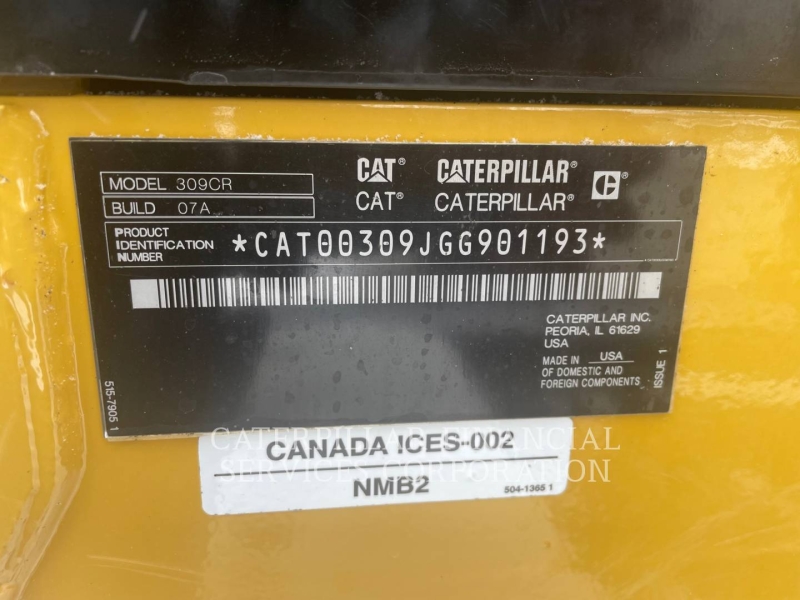 CAT® CATERPILLAR®
CAT® CATERPILLAR®
C
MODEL 309CR
BUILD 07A
PRODUCT
IDENTIFICATION
NUMBER
*CAT00309JGG901193*
CATERPILLAR INC.
PEORIA, IL 61629
USA
MADE IN USA
OF DOMESTIC AND
FOREIGN COMPONENTS
ISSUE 1
515-7905 1
CANADA ICES-002
NMB2
504-1365 1
CATERPILLAR FINANCIAL
SERVICES CORPORATION